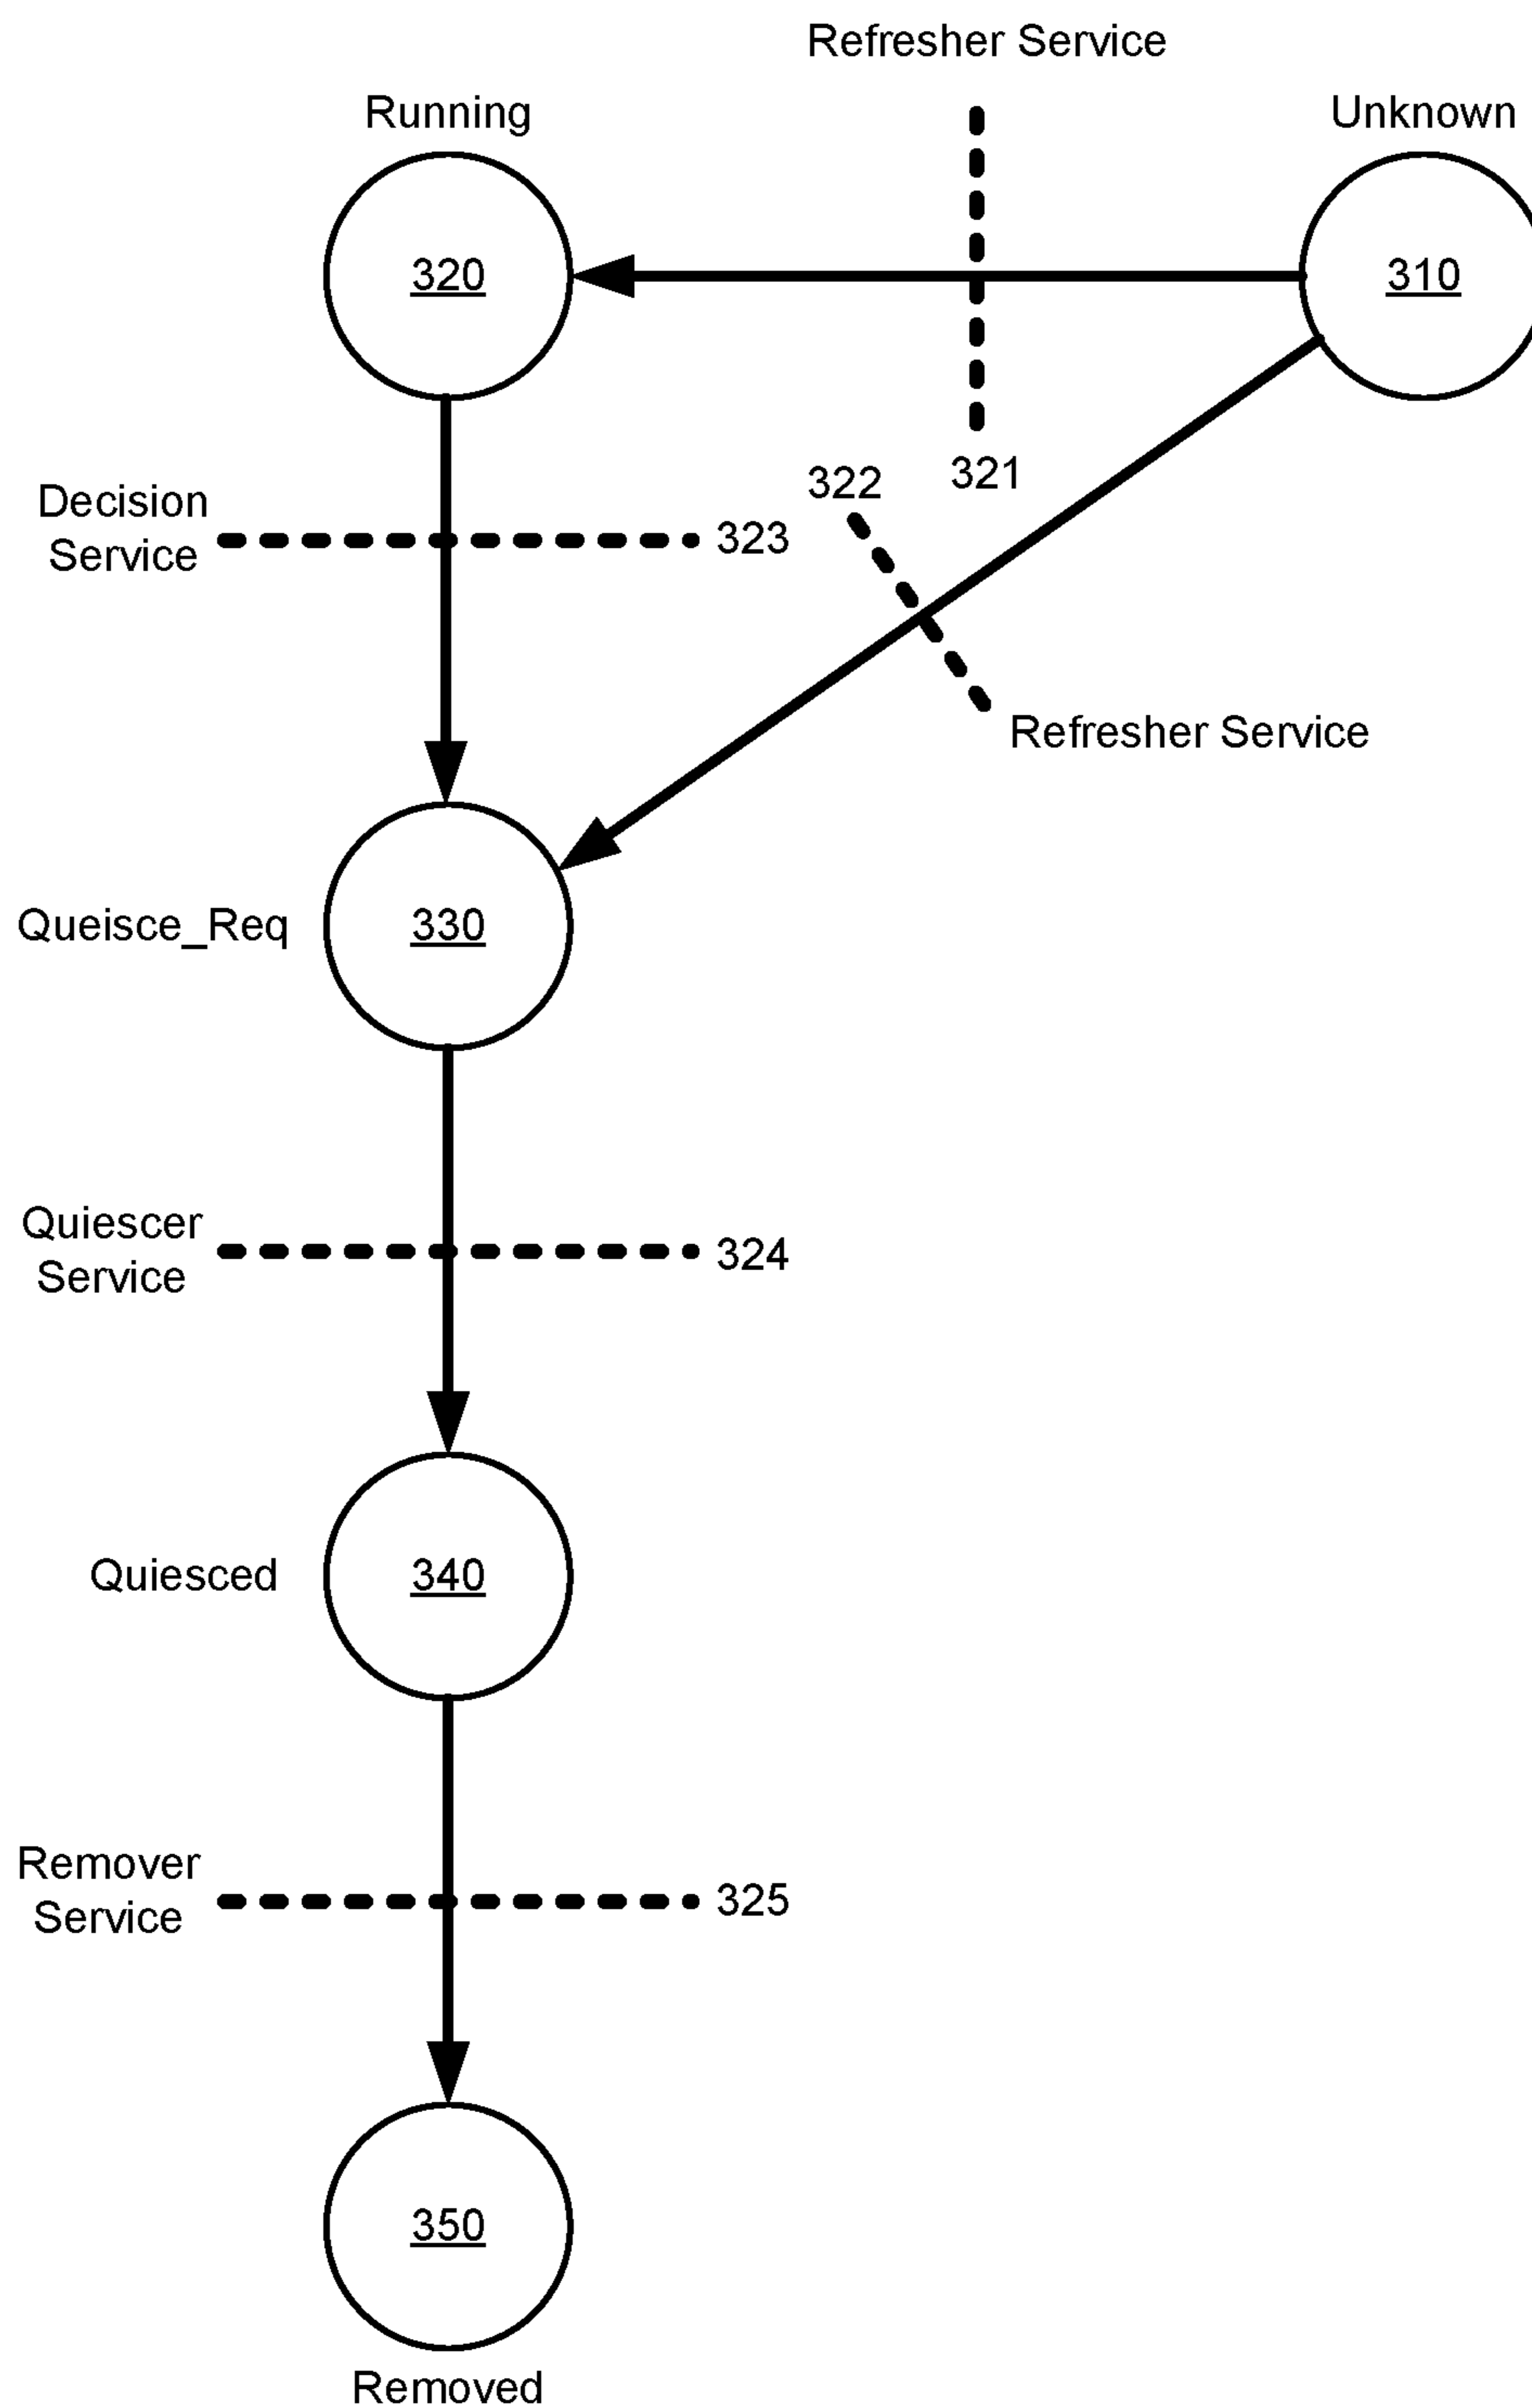 Refresher Service
Running
Unknown
320
310
322
321
Decision
Service
323
Refresher Service
Queisce_Req
330
Quiescer
Service
324
Quiesced
340
Remover
Service
325
350
Removed